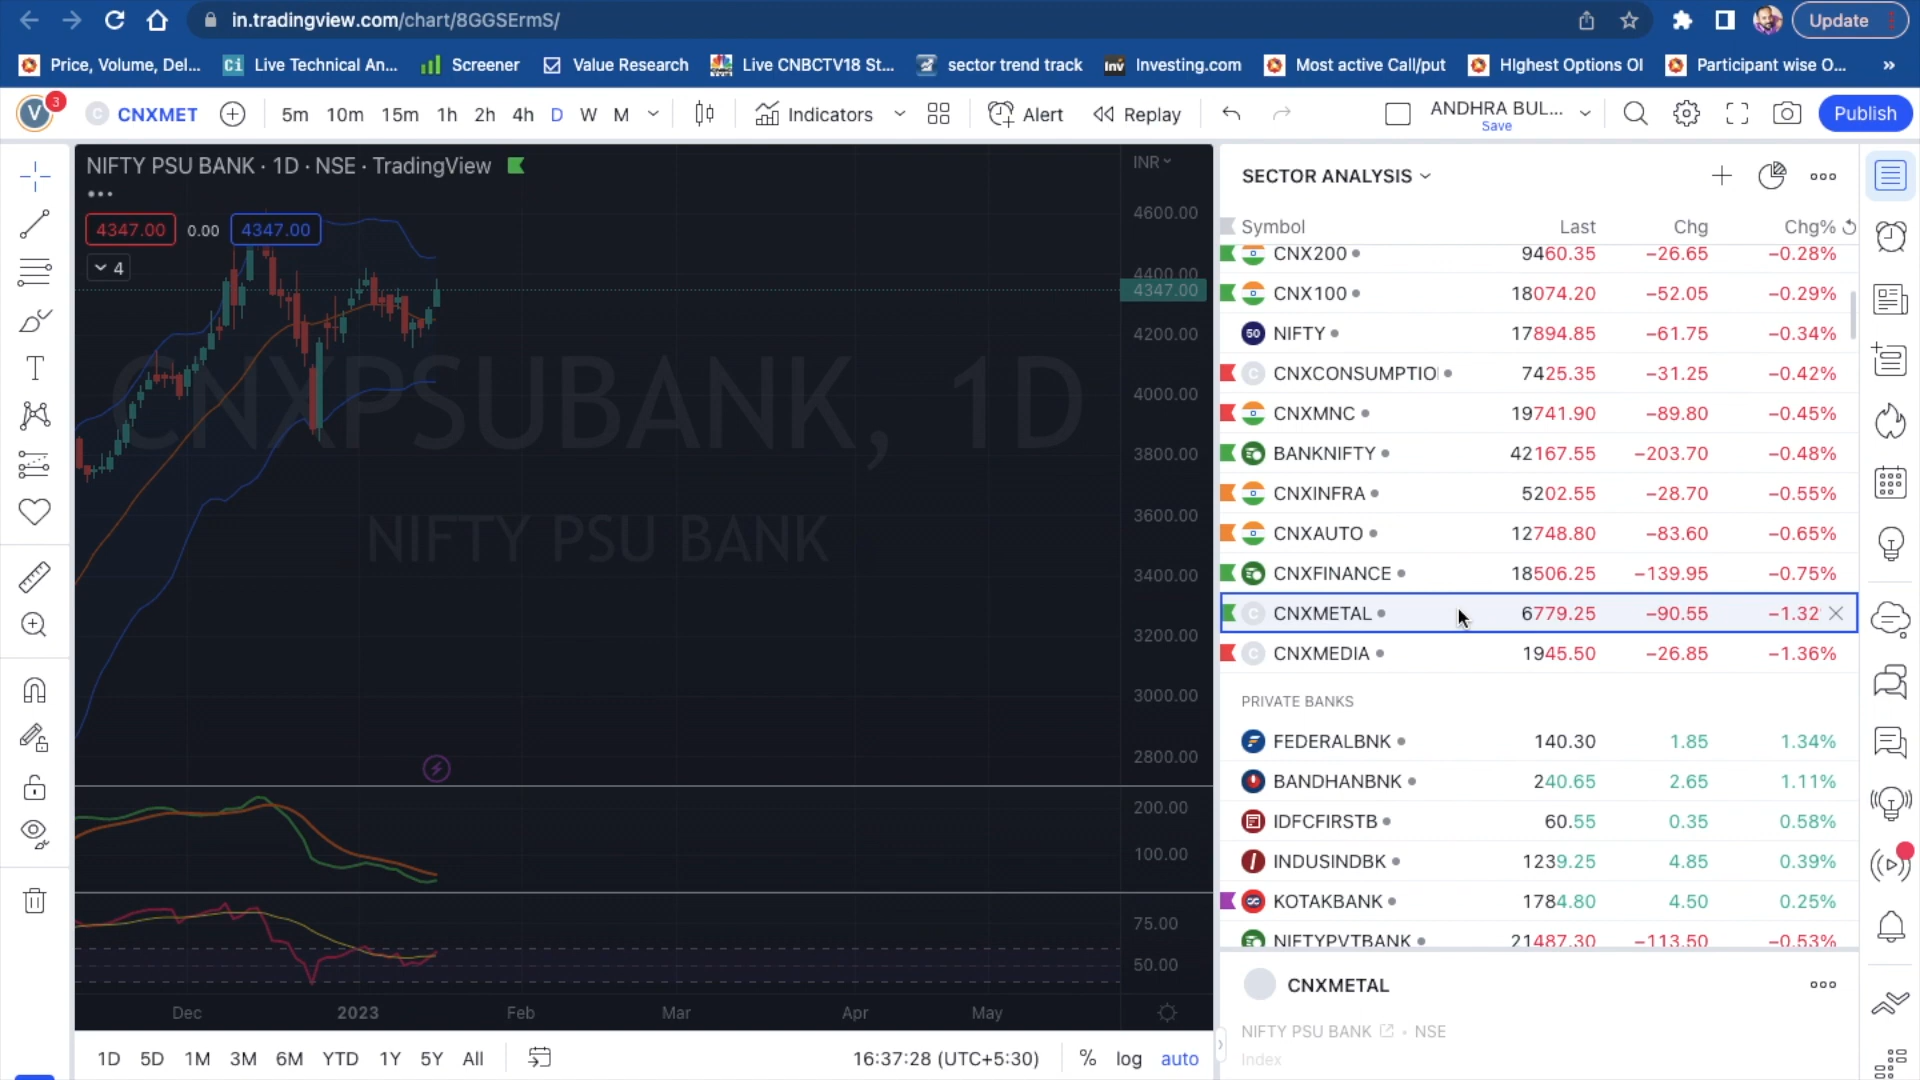 in.tradingview.com/chart/8GGSErmS/
Update
Price, Volume, Del...
Ci Live Technical An...
Screener
Value Research
Live CNBCTV18 St...
sector trend track
Inv Investing.com
Most active Call/put
HIghest Options OI
Participant wise O...
»
V 3
C CNXMET
5m 10m 15m 1h 2h 4h D W M
Indicators
Alert
Replay
ANDHRA BUL...
Save
Publish
NIFTY PSU BANK · 1D · NSE · TradingView
INR
4347.00 0.00 4347.00
4
CNXPSUBANK, 1D
NIFTY PSU BANK
4600.00
4400.00
4347.00
4200.00
4000.00
3800.00
3600.00
3400.00
3200.00
3000.00
2800.00
200.00
100.00
75.00
50.00
Dec 2023 Feb Mar Apr May
1D 5D 1M 3M 6M YTD 1Y 5Y All
16:37:28 (UTC+5:30)
% log auto
SECTOR ANALYSIS
Symbol Last Chg Chg%
CNX200 9460.35 −26.65 −0.28%
CNX100 18074.20 −52.05 −0.29%
50 NIFTY 17894.85 −61.75 −0.34%
C CNXCONSUMPTIO 7425.35 −31.25 −0.42%
CNXMNC 19741.90 −89.80 −0.45%
BANKNIFTY 42167.55 −203.70 −0.48%
CNXINFRA 5202.55 −28.70 −0.55%
CNXAUTO 12748.80 −83.60 −0.65%
CNXFINANCE 18506.25 −139.95 −0.75%
C CNXMETAL 6779.25 −90.55 −1.32
C CNXMEDIA 1945.50 −26.85 −1.36%
PRIVATE BANKS
FEDERALBNK 140.30 1.85 1.34%
BANDHANBNK 240.65 2.65 1.11%
IDFCFIRSTB 60.55 0.35 0.58%
INDUSINDBK 1239.25 4.85 0.39%
KOTAKBANK 1784.80 4.50 0.25%
NIFTYPVTBANK 21487.30 −113.50 −0.53%
CNXMETAL
NIFTY PSU BANK • NSE
Index